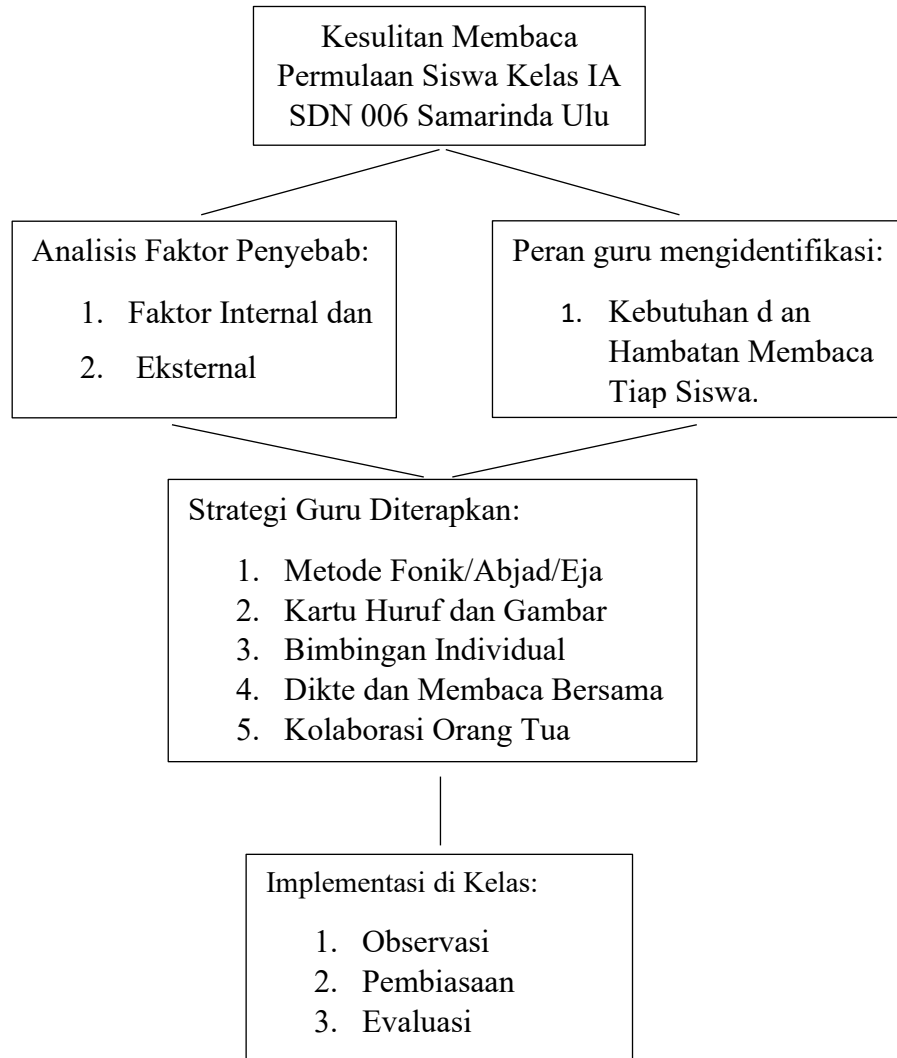 Kesulitan Membaca
Permulaan Siswa Kelas IA
SDN 006 Samarinda Ulu
Analisis Faktor Penyebab:
1. Faktor Internal dan
2. Eksternal
Peran guru mengidentifikasi:
1. Kebutuhan d an
Hambatan Membaca
Tiap Siswa.
Strategi Guru Diterapkan:
1. Metode Fonik/Abjad/Eja
2. Kartu Huruf dan Gambar
3. Bimbingan Individual
4. Dikte dan Membaca Bersama
5. Kolaborasi Orang Tua
Implementasi di Kelas:
1. Observasi
2. Pembiasaan
3. Evaluasi